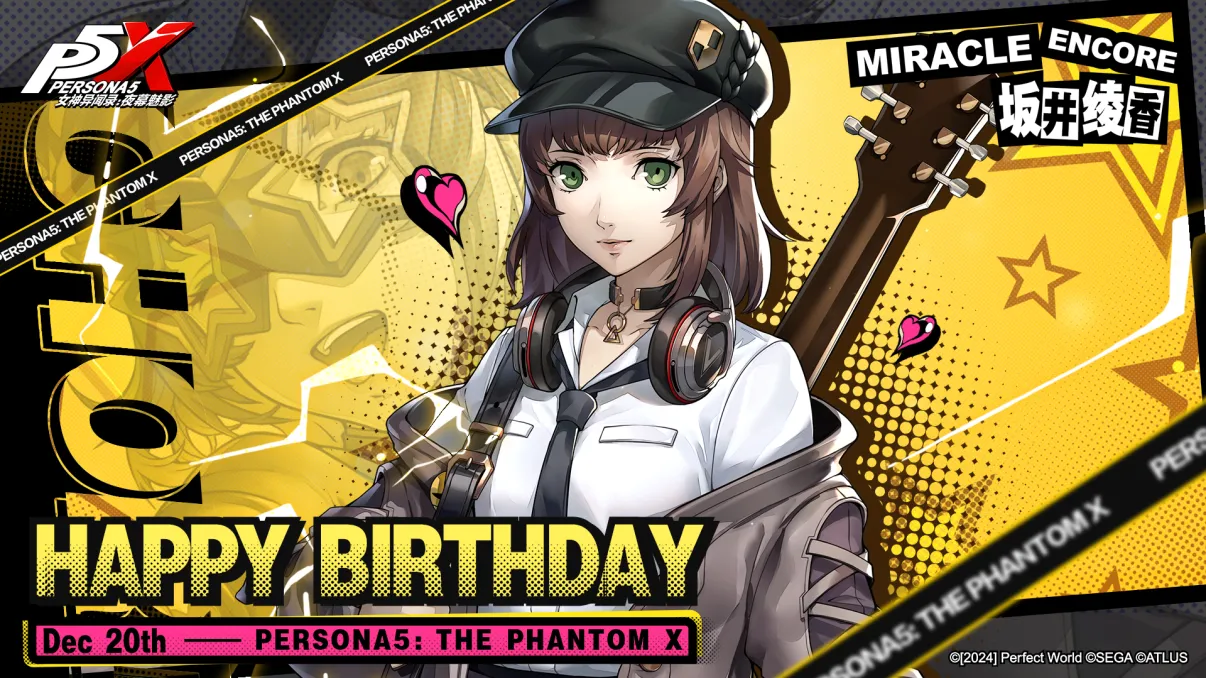 P5X
PERSONA5
女神异闻录:夜幕魅影
PERSONA5: THE PHANTOM X
PERSONA5: THE PHANTOM X
PERSONA5: THE PHANTOM X
MIRACLE ENCORE
坂井绫香
HAPPY BIRTHDAY
Dec 20th — PERSONA5: THE PHANTOM X
PERSONA5: THE PHANTOM X
PERS
©[2024] Perfect World ©SEGA ©ATLUS